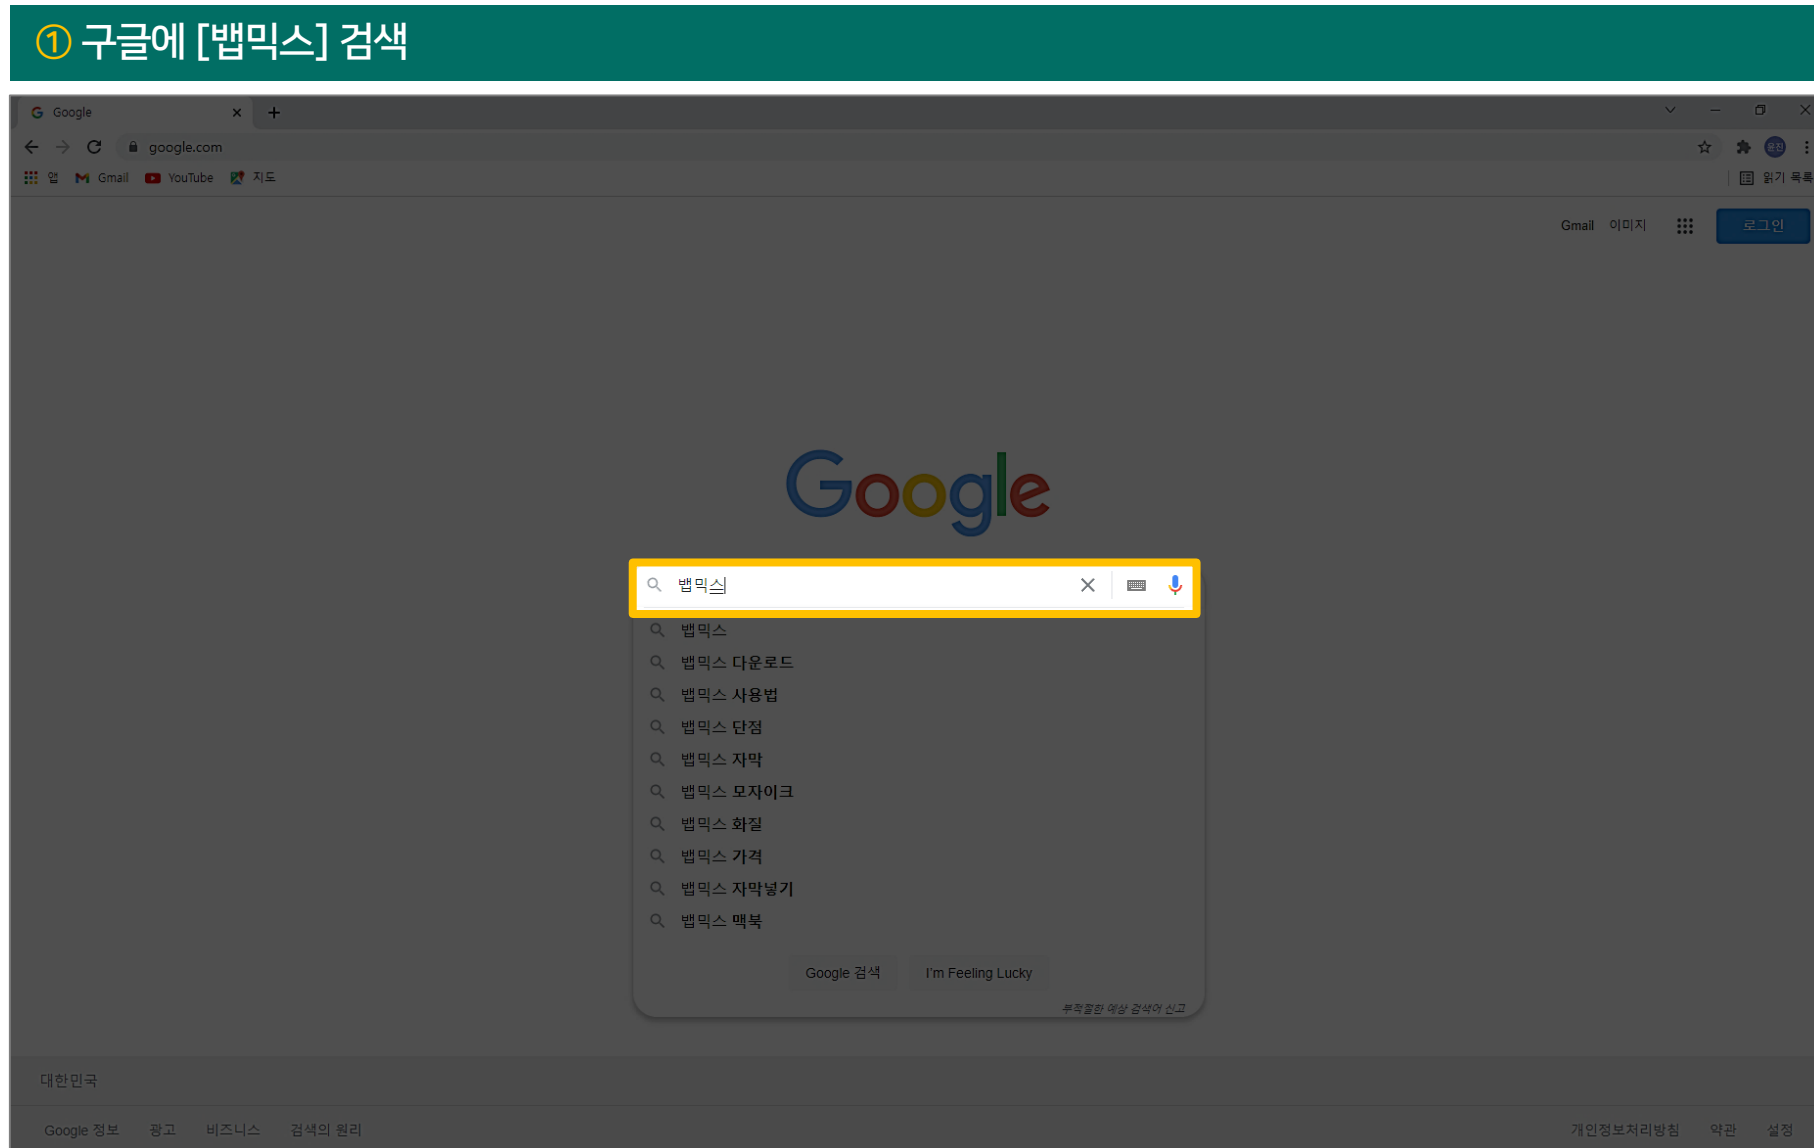 ① 구글에 [뱁믹스] 검색
Google
google.com
앱 Gmail YouTube 지도
읽기 목록
윤진
Gmail 이미지 로그인
Google
뱁믹스
뱁믹스
뱁믹스 다운로드
뱁믹스 사용법
뱁믹스 단점
뱁믹스 자막
뱁믹스 모자이크
뱁믹스 화질
뱁믹스 가격
뱁믹스 자막넣기
뱁믹스 맥북
Google 검색 I'm Feeling Lucky
부적절한 예상 검색어 신고
대한민국
Google 정보 광고 비즈니스 검색의 원리 개인정보처리방침 약관 설정